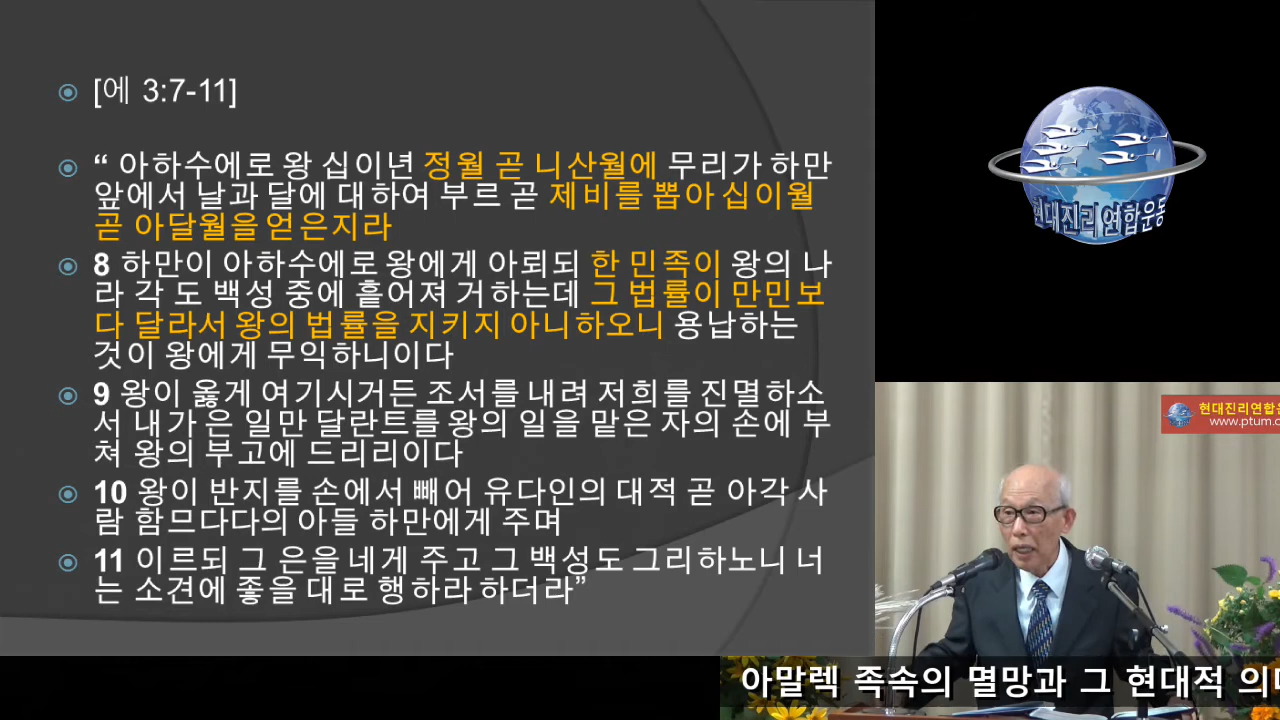 [에 3:7-11]
“ 아하수에로 왕 십이년 정월 곧 니산월에 무리가 하만
앞에서 날과 달에 대하여 부르 곧 제비를 뽑아 십이월
곧 아달월을 얻은지라
8 하만이 아하수에로 왕에게 아뢰되 한 민족이 왕의 나
라 각 도 백성 중에 흩어져 거하는데 그 법률이 만민보
다 달라서 왕의 법률을 지키지 아니하오니 용납하는
것이 왕에게 무익하니이다
9 왕이 옳게 여기시거든 조서를 내려 저희를 진멸하소
서 내가 은 일만 달란트를 왕의 일을 맡은 자의 손에 부
쳐 왕의 부고에 드리리이다
10 왕이 반지를 손에서 빼어 유다인의 대적 곧 아각 사
람 함므다다의 아들 하만에게 주며
11 이르되 그 은을 네게 주고 그 백성도 그리하노니 너
는 소견에 좋을 대로 행하라 하더라”
현대진리연합운동
현대진리연합운
www.ptum.c
아말렉 족속의 멸망과 그 현대적 의